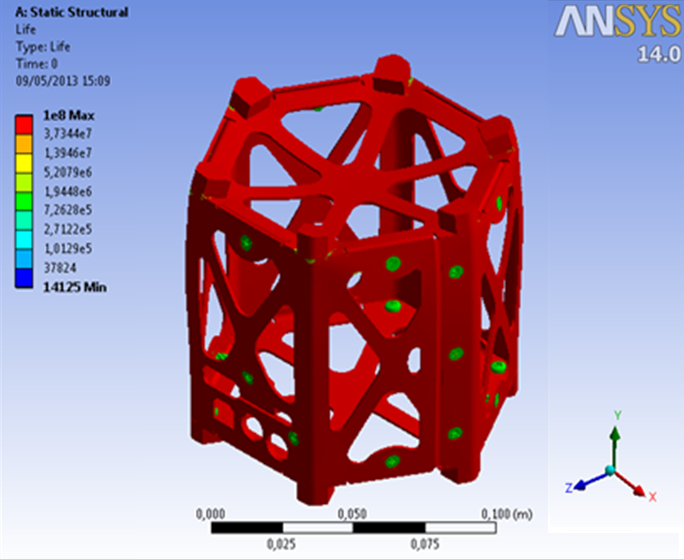 A: Static Structural
Life
Type: Life
Time: 0
09/05/2013 15:09
1e8 Max
3,7344e7
1,3946e7
5,2079e6
1,9448e6
7,2628e5
2,7122e5
1,0129e5
37824
14125 Min
ANSYS
14.0
Y
Z
X
0,000
0,050
0,100 (m)
0,025
0,075